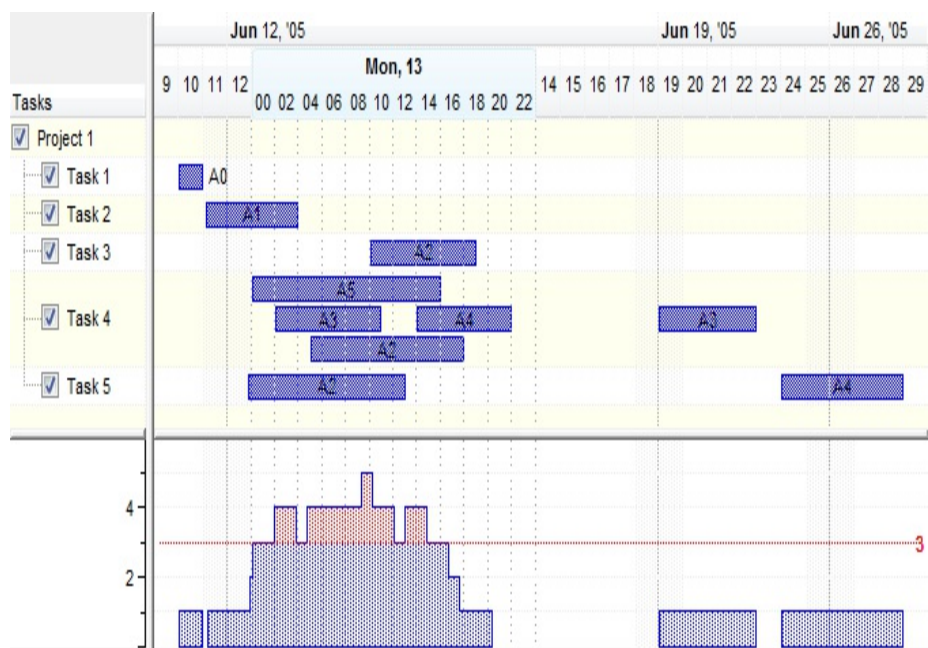 Jun 12, '05 Jun 19, '05 Jun 26, '05
Mon, 13
9 10 11 12 14 15 16 17 18 19 20 21 22 23 24 25 26 27 28 29
Tasks 00 02 04 06 08 10 12 14 16 18 20 22
Project 1
Task 1 A0
Task 2 A1
Task 3 A2
A5
Task 4 A3 A4 A3
A2
Task 5 A2 A4
4
3
2